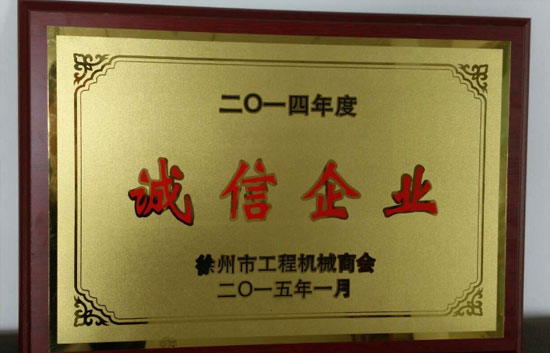 二〇一四年度
诚信企业
徐州市工程机械商会
二〇一五年一月